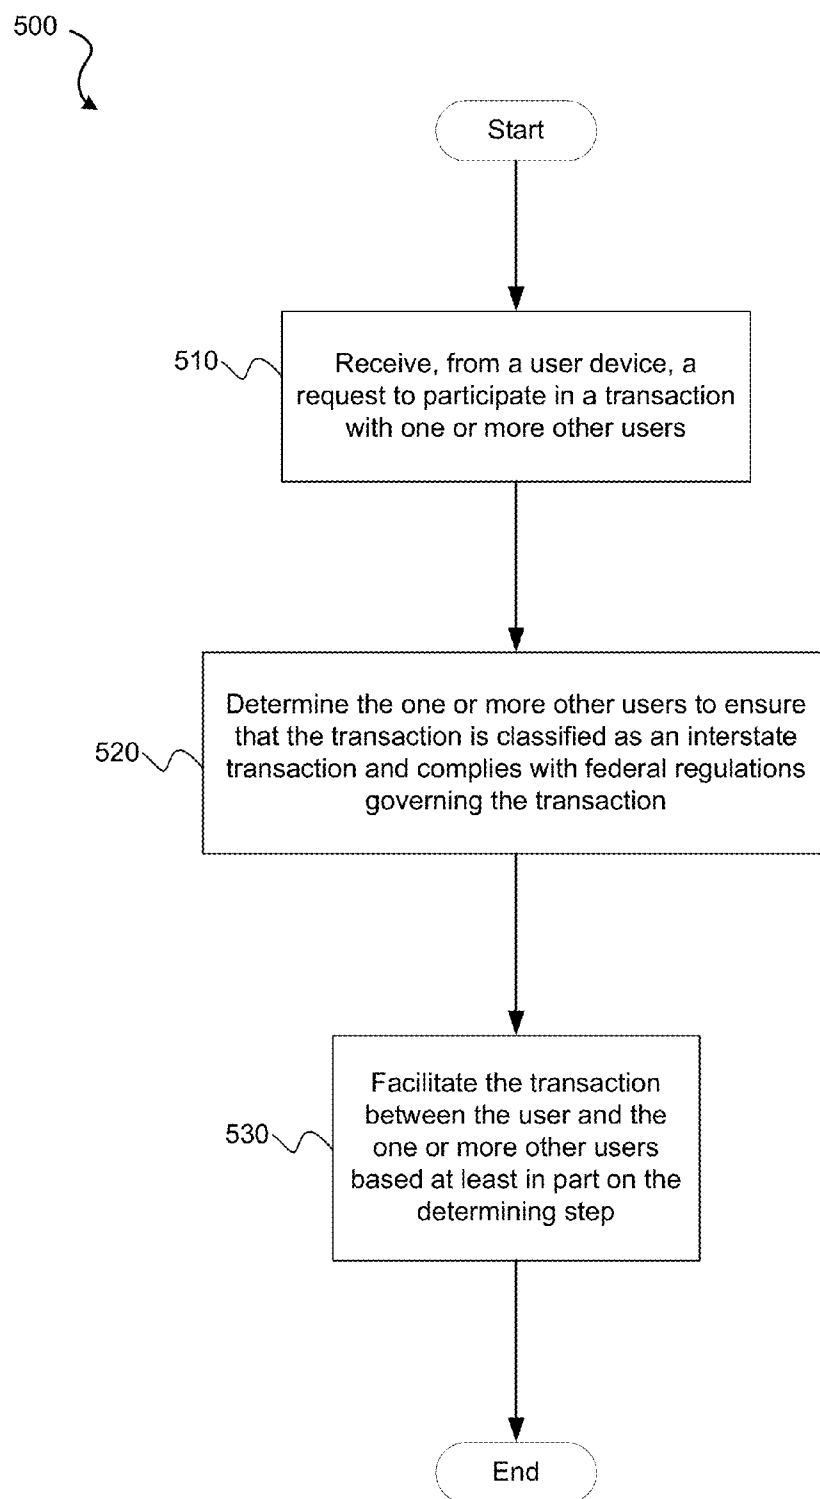 500
Start
510
Receive, from a user device, a
request to participate in a transaction
with one or more other users
520
Determine the one or more other users to ensure
that the transaction is classified as an interstate
transaction and complies with federal regulations
governing the transaction
530
Facilitate the transaction
between the user and the
one or more other users
based at least in part on the
determining step
End